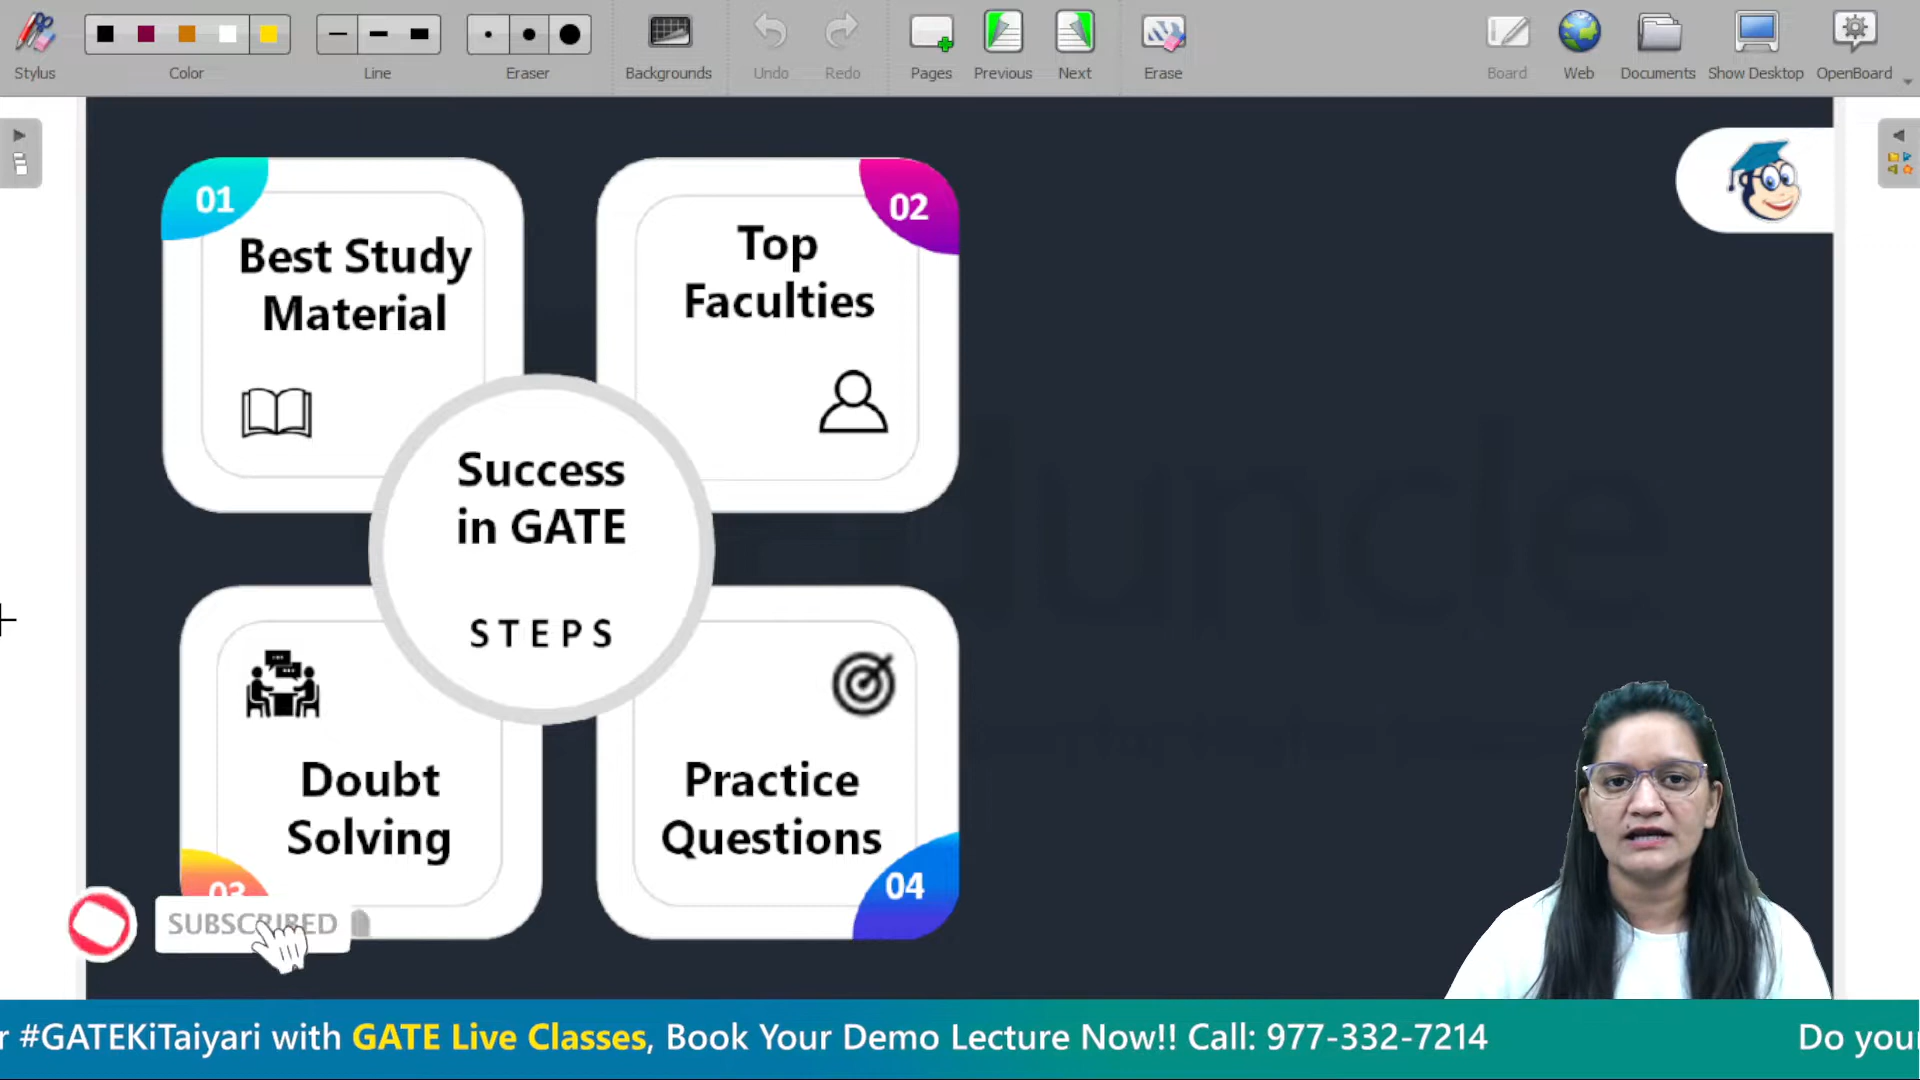 Stylus
Color
Line
Eraser
Backgrounds
Undo
Redo
Pages
Previous
Next
Erase
Board
Web
Documents
Show Desktop
OpenBoard
01
Best Study
Material
02
Top
Faculties
Success
in GATE
STEPS
Doubt
Solving
03
Practice
Questions
04
SUBSCRIBED
uncle
#GATEKiTaiyari with GATE Live Classes, Book Your Demo Lecture Now!! Call: 977-332-7214
Do